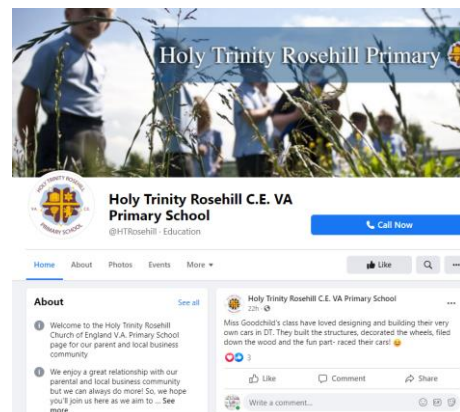 Holy Trinity Rosehill Primary
HOLY TRINITY ROSEHILL
V.A. C.E.
PRIMARY SCHOOL
Holy Trinity Rosehill C.E. VA
Primary School
@HTRosehill · Education
Call Now
Home About Photos Events More
Like
About
See all
Welcome to the Holy Trinity Rosehill
Church of England V.A. Primary School
page for our parent and local business
community
We enjoy a great relationship with our
parental and local business community
but we can always do more! So, we hope
you'll join us here as we aim to ... See
more
Holy Trinity Rosehill C.E. VA Primary School
22h ·
Miss Goodchild's class have loved designing and building their very
own cars in DT. They built the structures, decorated the wheels, filed
down the wood and the fun part- raced their cars! 😀
3
Like Comment Share
Write a comment...